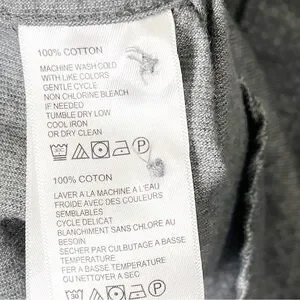 100% COTTON
MACHINE WASH COLD
WITH LIKE COLORS
GENTLE CYCLE
NON CHLORINE BLEACH
IF NEEDED
TUMBLE DRY LOW
COOL IRON
OR DRY CLEAN
100% COTON
LAVER A LA MACHINE A L'EAU
FROIDE AVEC DES COULEURS
SEMBLABLES
CYCLE DELICAT
BLANCHIMENT SANS CHLORE AU
BESOIN
SECHER PAR CULBUTAGE A BASSE
TEMPERATURE
FER A BASSE TEMPERATURE
OU NETTOYAGE A SEC